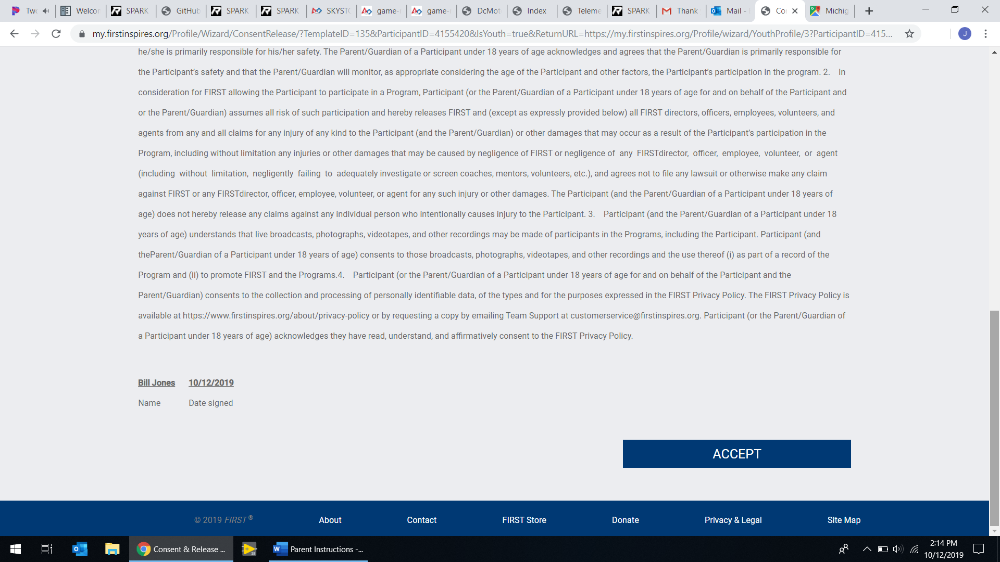 Tw Welcor SPARK GitHub SPARK SPARK SKYSTO game- game- DcMot Index Teleme SPARK Thank Mail - Co Michig
my.firstinspires.org/Profile/Wizard/ConsentRelease/?TemplateID=135&ParticipantID=4155420&IsYouth=true&ReturnURL=https://my.firstinspires.org/Profile/wizard/YouthProfile/3?ParticipantID=415... J
he/she is primarily responsible for his/her safety. The Parent/Guardian of a Participant under 18 years of age acknowledges and agrees that the Parent/Guardian is primarily responsible for
the Participant’s safety and that the Parent/Guardian will monitor, as appropriate considering the age of the Participant and other factors, the Participant’s participation in the program. 2. In
consideration for FIRST allowing the Participant to participate in a Program, Participant (or the Parent/Guardian of a Participant under 18 years of age for and on behalf of the Participant and
or the Parent/Guardian) assumes all risk of such participation and hereby releases FIRST and (except as expressly provided below) all FIRST directors, officers, employees, volunteers, and
agents from any and all claims for any injury of any kind to the Participant (and the Parent/Guardian) or other damages that may occur as a result of the Participant’s participation in the
Program, including without limitation any injuries or other damages that may be caused by negligence of FIRST or negligence of any FIRSTdirector, officer, employee, volunteer, or agent
(including without limitation, negligently failing to adequately investigate or screen coaches, mentors, volunteers, etc.), and agrees not to file any lawsuit or otherwise make any claim
against FIRST or any FIRSTdirector, officer, employee, volunteer, or agent for any such injury or other damages. The Participant (and the Parent/Guardian of a Participant under 18 years of
age) does not hereby release any claims against any individual person who intentionally causes injury to the Participant. 3. Participant (and the Parent/Guardian of a Participant under 18
years of age) understands that live broadcasts, photographs, videotapes, and other recordings may be made of participants in the Programs, including the Participant. Participant (and
theParent/Guardian of a Participant under 18 years of age) consents to those broadcasts, photographs, videotapes, and other recordings and the use thereof (i) as part of a record of the
Program and (ii) to promote FIRST and the Programs.4. Participant (or the Parent/Guardian of a Participant under 18 years of age for and on behalf of the Participant and the
Parent/Guardian) consents to the collection and processing of personally identifiable data, of the types and for the purposes expressed in the FIRST Privacy Policy. The FIRST Privacy Policy is
available at https://www.firstinspires.org/about/privacy-policy or by requesting a copy by emailing Team Support at customerservice@firstinspires.org. Participant (or the Parent/Guardian of
a Participant under 18 years of age) acknowledges they have read, understand, and affirmatively consent to the FIRST Privacy Policy.
Bill Jones 10/12/2019
Name Date signed
ACCEPT
© 2019 FIRST® About Contact FIRST Store Donate Privacy & Legal Site Map
Consent & Release ... Parent Instructions -... 2:14 PM
10/12/2019